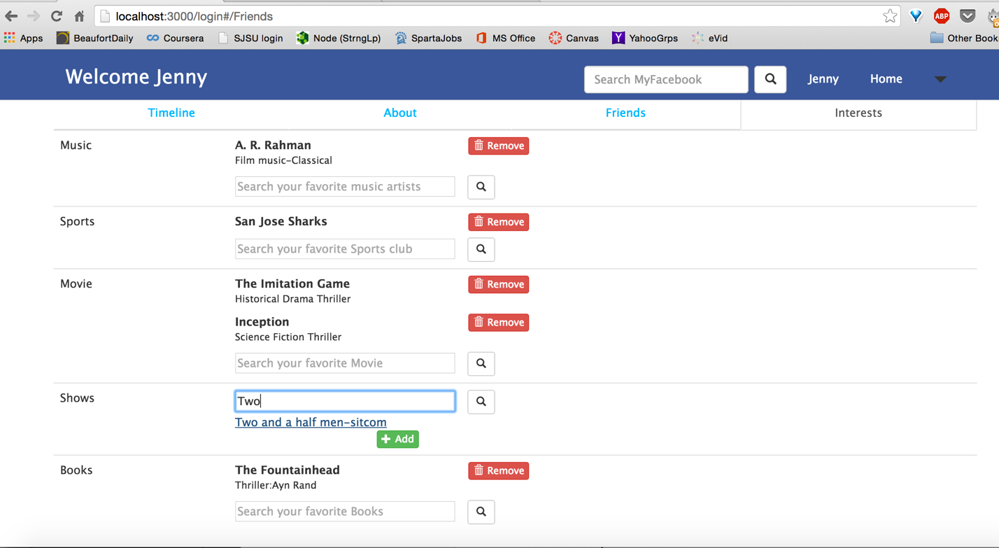 localhost:3000/login#/Friends
ABP
Apps BeaufortDaily Coursera SJSU login Node (StrngLp) SpartaJobs MS Office Canvas YahooGrps eVid Other Book
Welcome Jenny Search MyFacebook Jenny Home
Timeline About Friends Interests
Music A. R. Rahman Remove
Film music-Classical
Search your favorite music artists
Sports San Jose Sharks Remove
Search your favorite Sports club
Movie The Imitation Game Remove
Historical Drama Thriller
Inception Remove
Science Fiction Thriller
Search your favorite Movie
Shows Two
Two and a half men-sitcom
Add
Books The Fountainhead Remove
Thriller:Ayn Rand
Search your favorite Books